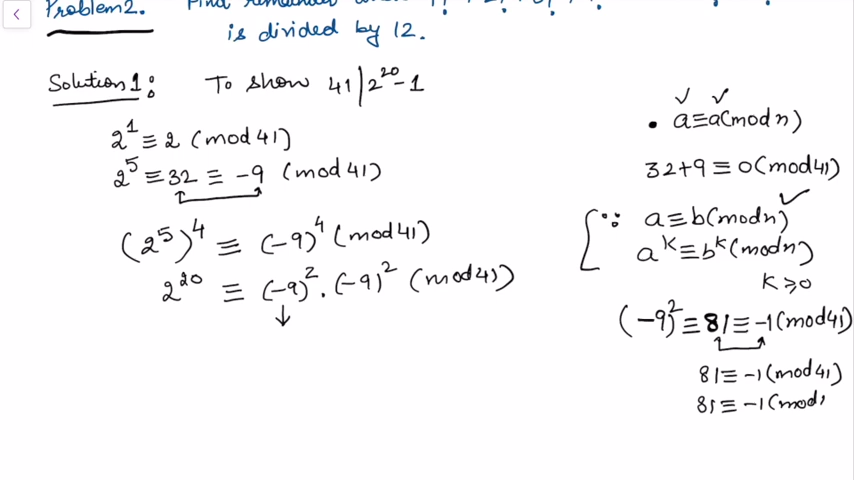 Problem 2.
is divided by 12.
Solution 1: To show 41|2^20-1
2^1 ≡ 2 (mod 41)
2^5 ≡ 32 ≡ -9 (mod 41)
(2^5)^4 ≡ (-9)^4 (mod 41)
2^20 ≡ (-9)^2 . (-9)^2 (mod 41)
• a≡a(mod n)
32+9 ≡ 0(mod 41)
∵ a≡b(mod n)
a^k≡b^k(mod n)
k≥0
(-9)^2 ≡ 81 ≡ -1(mod 41)
81≡ -1(mod 41)
81≡ -1(mod